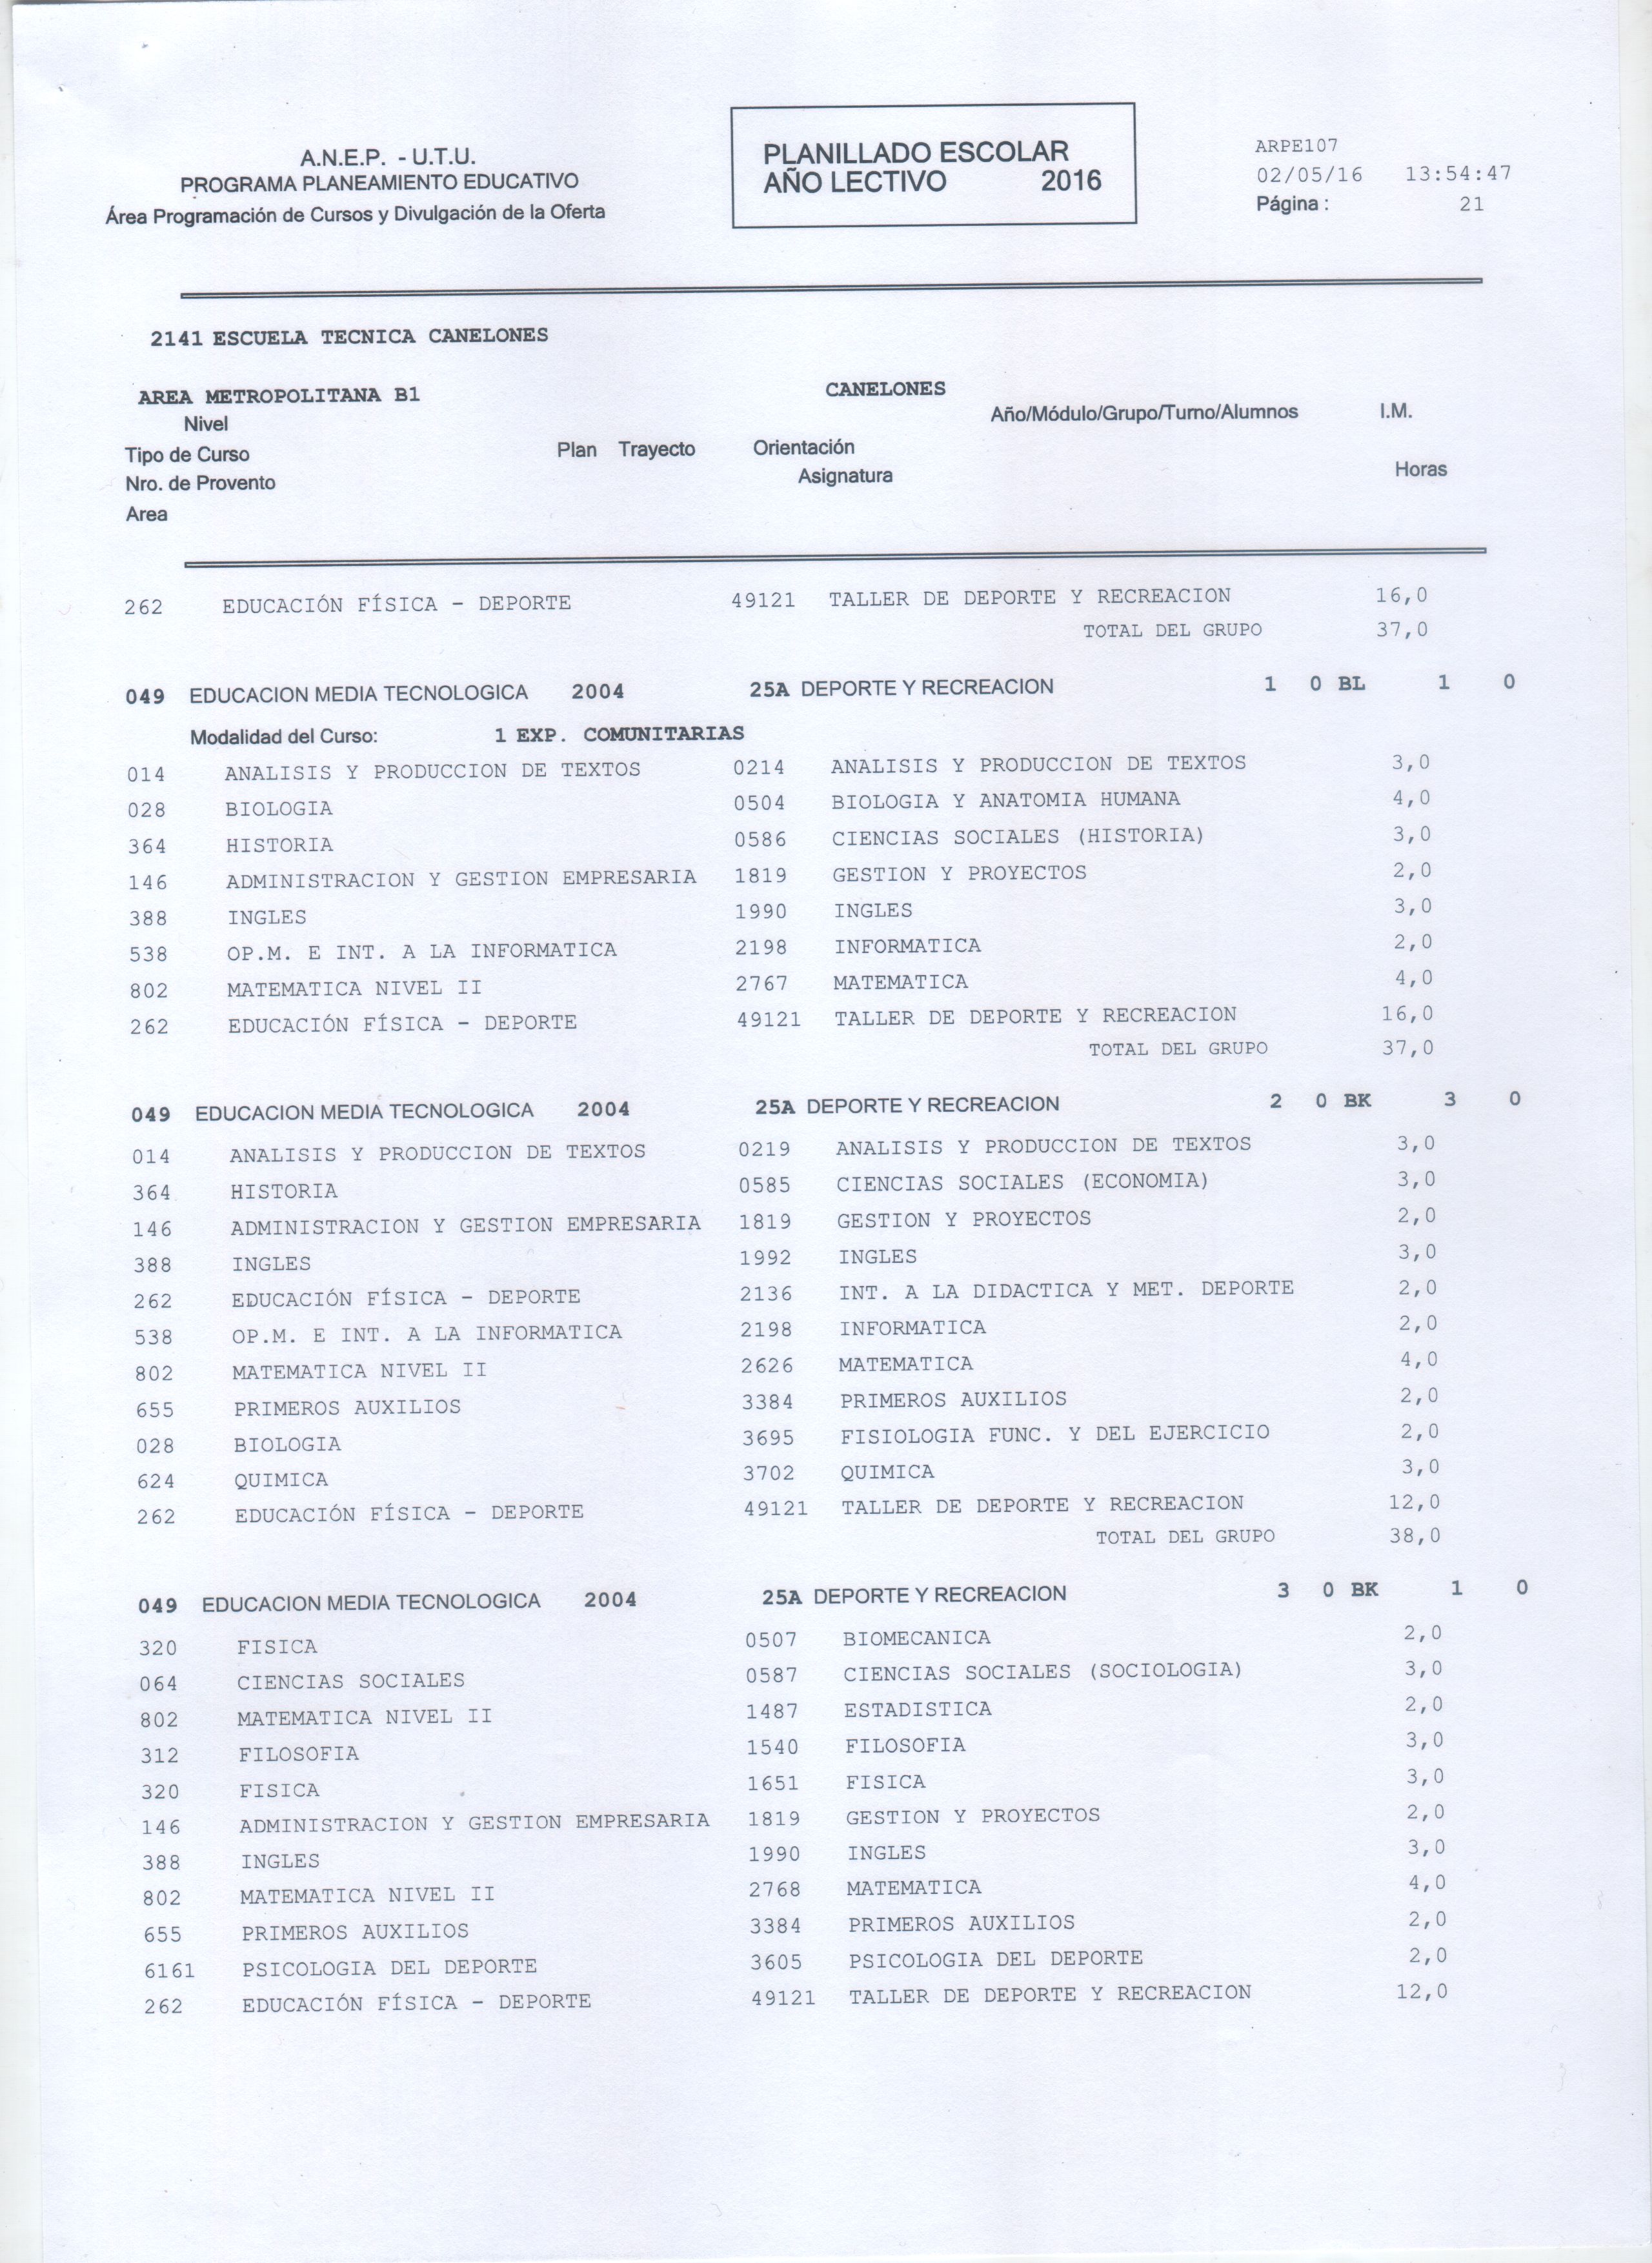 A.N.E.P. - U.T.U.
PROGRAMA PLANEAMIENTO EDUCATIVO
Área Programación de Cursos y Divulgación de la Oferta
PLANILLADO ESCOLAR
AÑO LECTIVO 2016
ARPE107
02/05/16 13:54:47
Página : 21
2141 ESCUELA TECNICA CANELONES
AREA METROPOLITANA B1 CANELONES
Nivel Año/Módulo/Grupo/Turno/Alumnos I.M.
Tipo de Curso Plan Trayecto Orientación
Nro. de Provento Asignatura Horas
Area
262 EDUCACIÓN FÍSICA - DEPORTE 49121 TALLER DE DEPORTE Y RECREACION 16,0
TOTAL DEL GRUPO 37,0
049 EDUCACION MEDIA TECNOLOGICA 2004 25A DEPORTE Y RECREACION 1 0 BL 1 0
Modalidad del Curso: 1 EXP. COMUNITARIAS
014 ANALISIS Y PRODUCCION DE TEXTOS 0214 ANALISIS Y PRODUCCION DE TEXTOS 3,0
028 BIOLOGIA 0504 BIOLOGIA Y ANATOMIA HUMANA 4,0
364 HISTORIA 0586 CIENCIAS SOCIALES (HISTORIA) 3,0
146 ADMINISTRACION Y GESTION EMPRESARIA 1819 GESTION Y PROYECTOS 2,0
388 INGLES 1990 INGLES 3,0
538 OP.M. E INT. A LA INFORMATICA 2198 INFORMATICA 2,0
802 MATEMATICA NIVEL II 2767 MATEMATICA 4,0
262 EDUCACIÓN FÍSICA - DEPORTE 49121 TALLER DE DEPORTE Y RECREACION 16,0
TOTAL DEL GRUPO 37,0
049 EDUCACION MEDIA TECNOLOGICA 2004 25A DEPORTE Y RECREACION 2 0 BK 3 0
014 ANALISIS Y PRODUCCION DE TEXTOS 0219 ANALISIS Y PRODUCCION DE TEXTOS 3,0
364 HISTORIA 0585 CIENCIAS SOCIALES (ECONOMIA) 3,0
146 ADMINISTRACION Y GESTION EMPRESARIA 1819 GESTION Y PROYECTOS 2,0
388 INGLES 1992 INGLES 3,0
262 EDUCACIÓN FÍSICA - DEPORTE 2136 INT. A LA DIDACTICA Y MET. DEPORTE 2,0
538 OP.M. E INT. A LA INFORMATICA 2198 INFORMATICA 2,0
802 MATEMATICA NIVEL II 2626 MATEMATICA 4,0
655 PRIMEROS AUXILIOS 3384 PRIMEROS AUXILIOS 2,0
028 BIOLOGIA 3695 FISIOLOGIA FUNC. Y DEL EJERCICIO 2,0
624 QUIMICA 3702 QUIMICA 3,0
262 EDUCACIÓN FÍSICA - DEPORTE 49121 TALLER DE DEPORTE Y RECREACION 12,0
TOTAL DEL GRUPO 38,0
049 EDUCACION MEDIA TECNOLOGICA 2004 25A DEPORTE Y RECREACION 3 0 BK 1 0
320 FISICA 0507 BIOMECANICA 2,0
064 CIENCIAS SOCIALES 0587 CIENCIAS SOCIALES (SOCIOLOGIA) 3,0
802 MATEMATICA NIVEL II 1487 ESTADISTICA 2,0
312 FILOSOFIA 1540 FILOSOFIA 3,0
320 FISICA 1651 FISICA 3,0
146 ADMINISTRACION Y GESTION EMPRESARIA 1819 GESTION Y PROYECTOS 2,0
388 INGLES 1990 INGLES 3,0
802 MATEMATICA NIVEL II 2768 MATEMATICA 4,0
655 PRIMEROS AUXILIOS 3384 PRIMEROS AUXILIOS 2,0
6161 PSICOLOGIA DEL DEPORTE 3605 PSICOLOGIA DEL DEPORTE 2,0
262 EDUCACIÓN FÍSICA - DEPORTE 49121 TALLER DE DEPORTE Y RECREACION 12,0